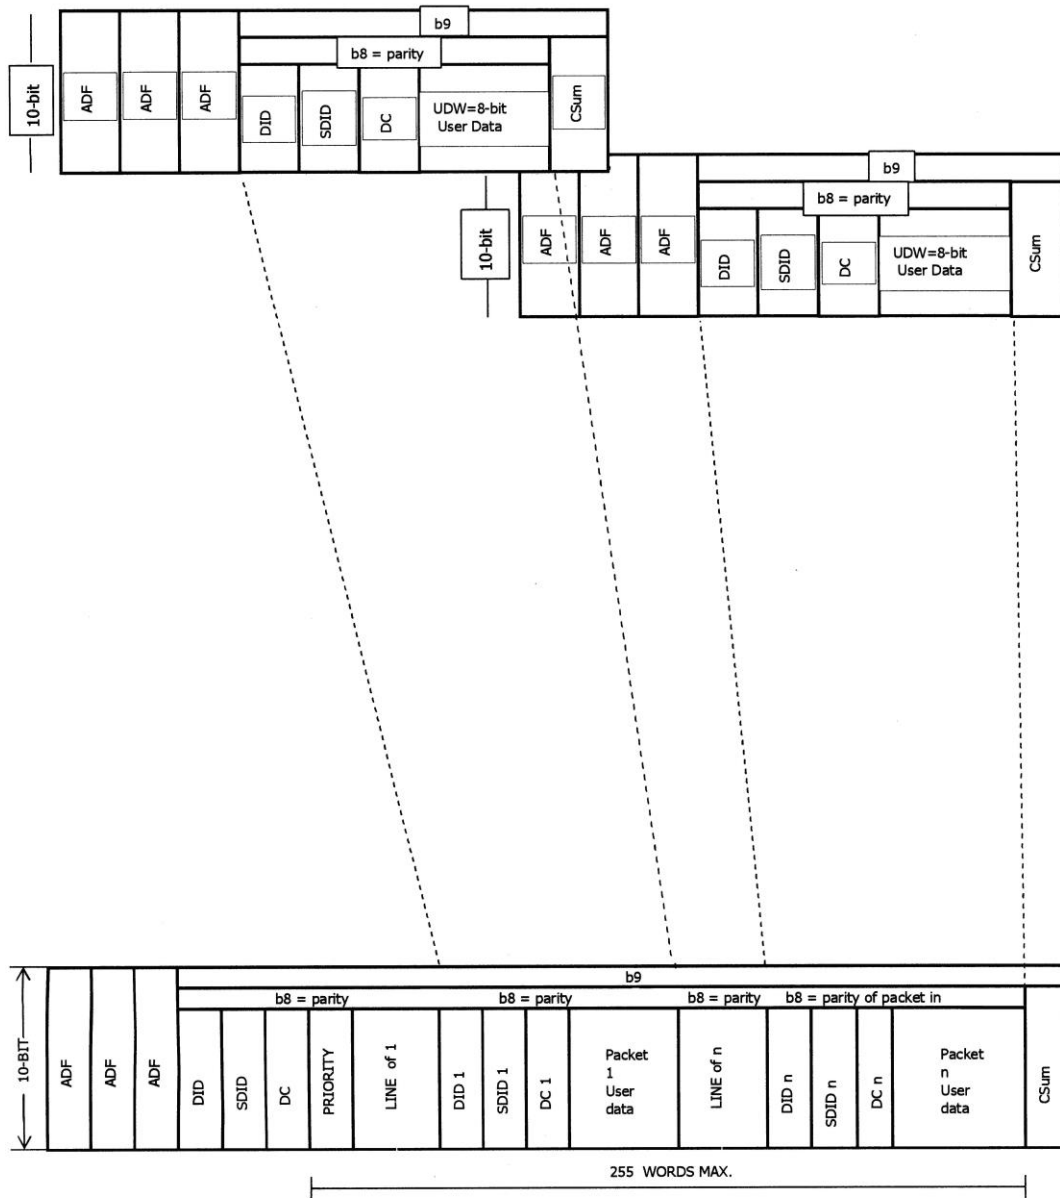 b9
b8 = parity
10-bit
ADF
ADF
ADF
DID
SDID
DC
UDW=8-bit
User Data
CSum
b9
b8 = parity
10-bit
ADF
ADF
ADF
DID
SDID
DC
UDW=8-bit
User Data
CSum
b9
b8 = parity
b8 = parity
b8 = parity
b8 = parity of packet in
10-BIT
ADF
ADF
ADF
DID
SDID
DC
PRIORITY
LINE of 1
DID 1
SDID 1
DC 1
Packet
1
User
data
LINE of n
DID n
SDID n
DC n
Packet
n
User
data
CSum
255 WORDS MAX.